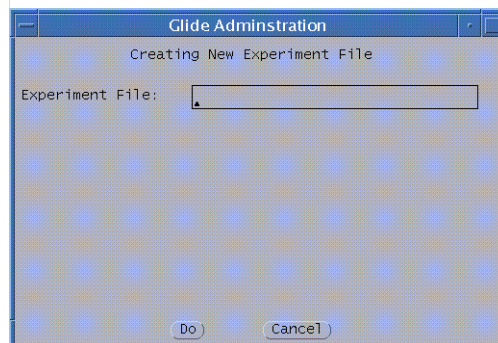 Glide Adminstration
Creating New Experiment File
Experiment File:
Do
Cancel